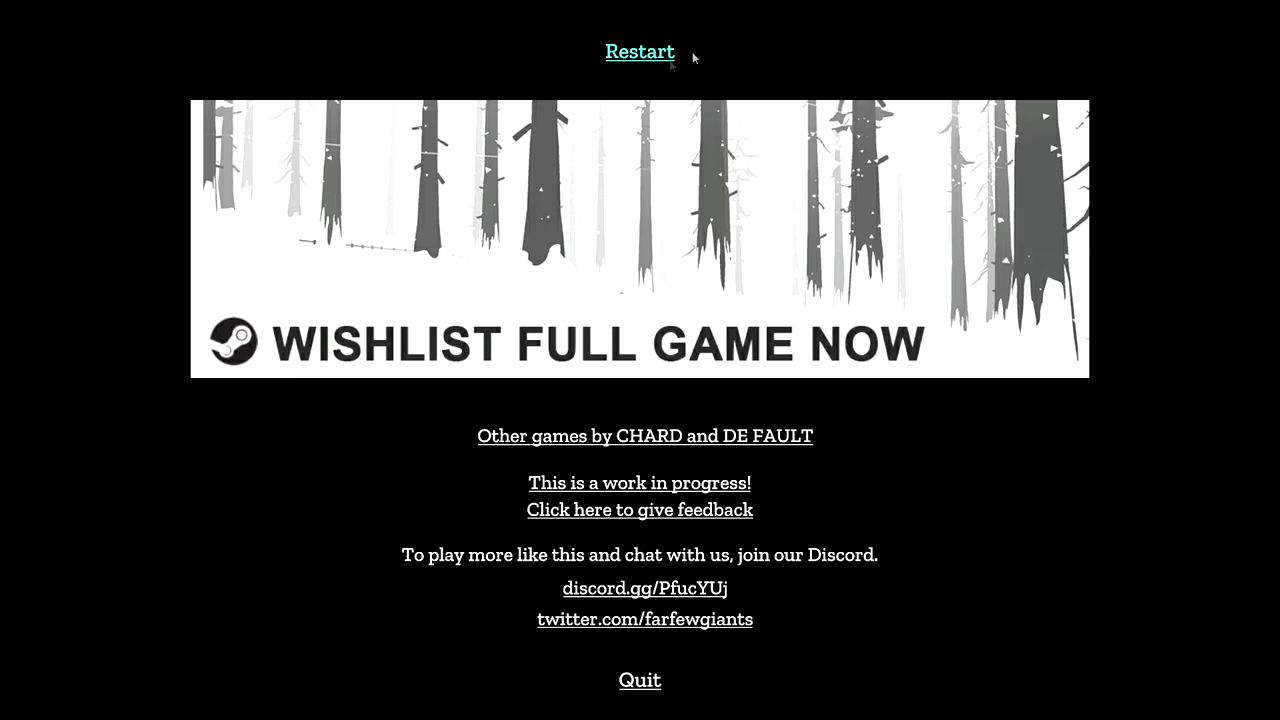 Restart
WISHLIST FULL GAME NOW
Other games by CHARD and DE FAULT
This is a work in progress!
Click here to give feedback
To play more like this and chat with us, join our Discord.
discord.gg/PfucYUj
twitter.com/farfewgiants
Quit